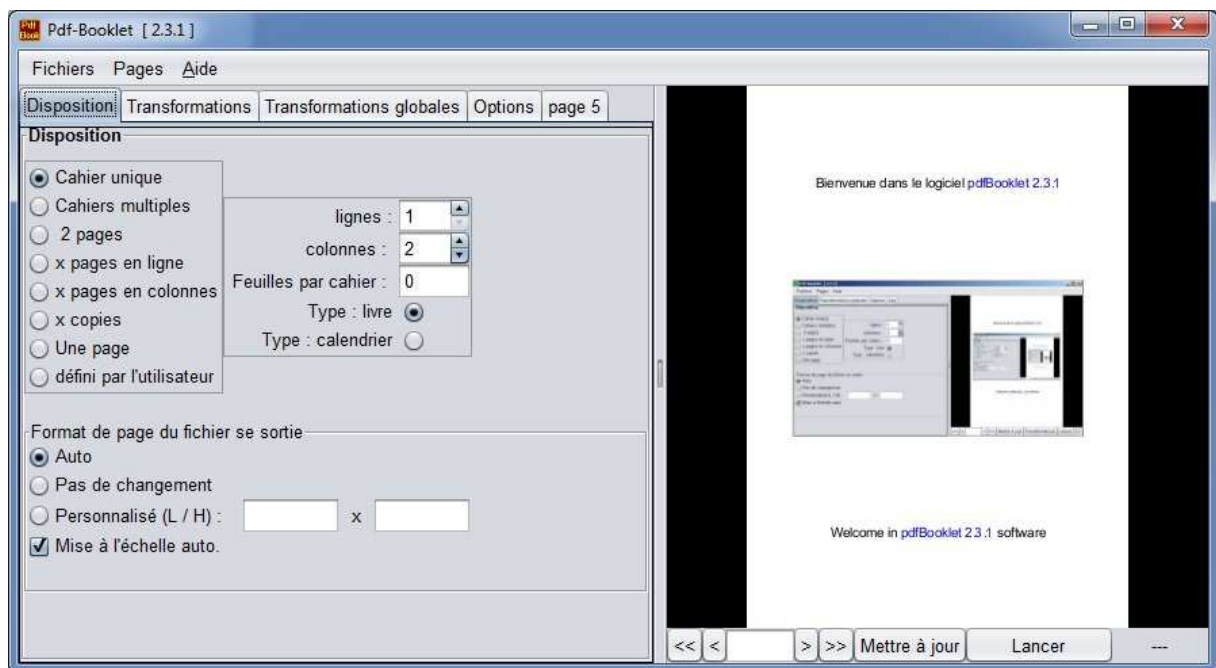 Pdf-Booklet [ 2.3.1 ]
Fichiers Pages Aide
Disposition Transformations Transformations globales Options page 5
Disposition
Cahier unique
Cahiers multiples
2 pages
x pages en ligne
x pages en colonnes
x copies
Une page
défini par l'utilisateur
lignes : 1
colonnes : 2
Feuilles par cahier : 0
Type : livre
Type : calendrier
Format de page du fichier se sortie
Auto
Pas de changement
Personnalisé (L / H) : x
Mise à l'échelle auto.
Bienvenue dans le logiciel pdfBooklet 2.3.1
Welcome in pdfBooklet 2.3.1 software
<< < > >> Mettre à jour Lancer ---